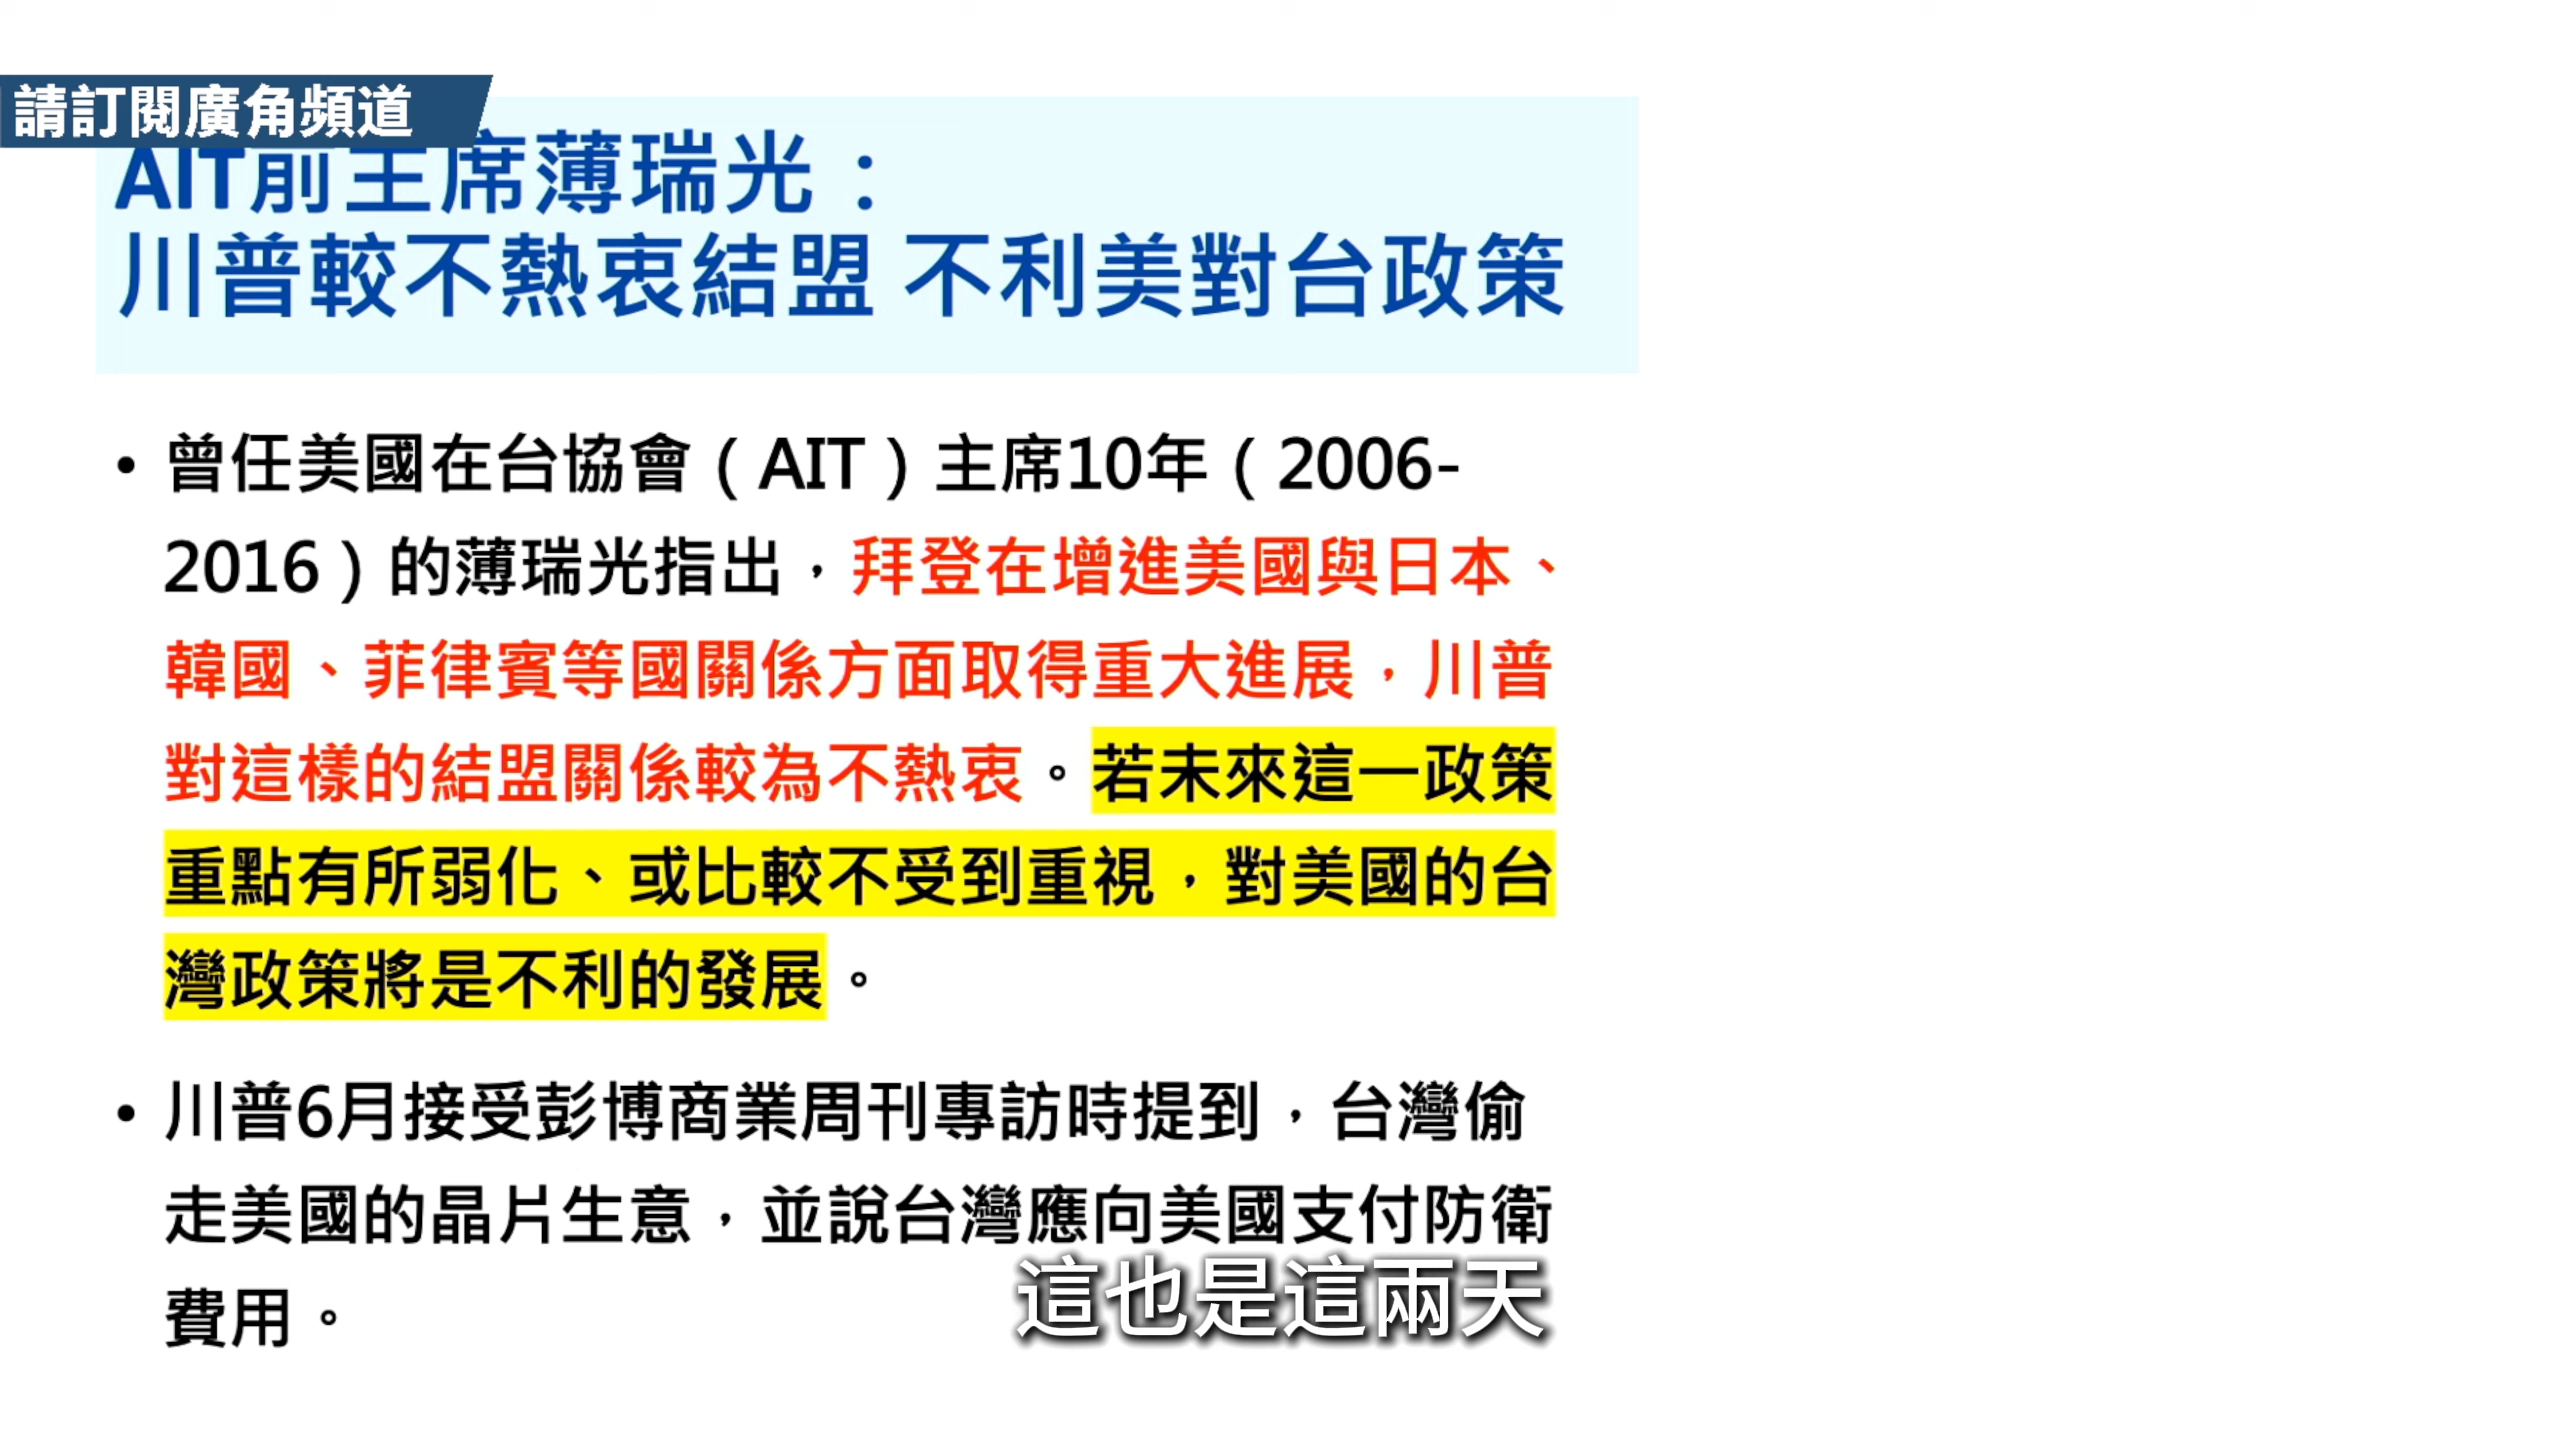 請訂閱廣角頻道
AIT前主席薄瑞光：
川普較不熱衷結盟 不利美對台政策
• 曾任美國在台協會（AIT）主席10年（2006-
2016）的薄瑞光指出，拜登在增進美國與日本、
韓國、菲律賓等國關係方面取得重大進展，川普
對這樣的結盟關係較為不熱衷。若未來這一政策
重點有所弱化、或比較不受到重視，對美國的台
灣政策將是不利的發展。
• 川普6月接受彭博商業周刊專訪時提到，台灣偷
走美國的晶片生意，並說台灣應向美國支付防衛
費用。
這也是這兩天